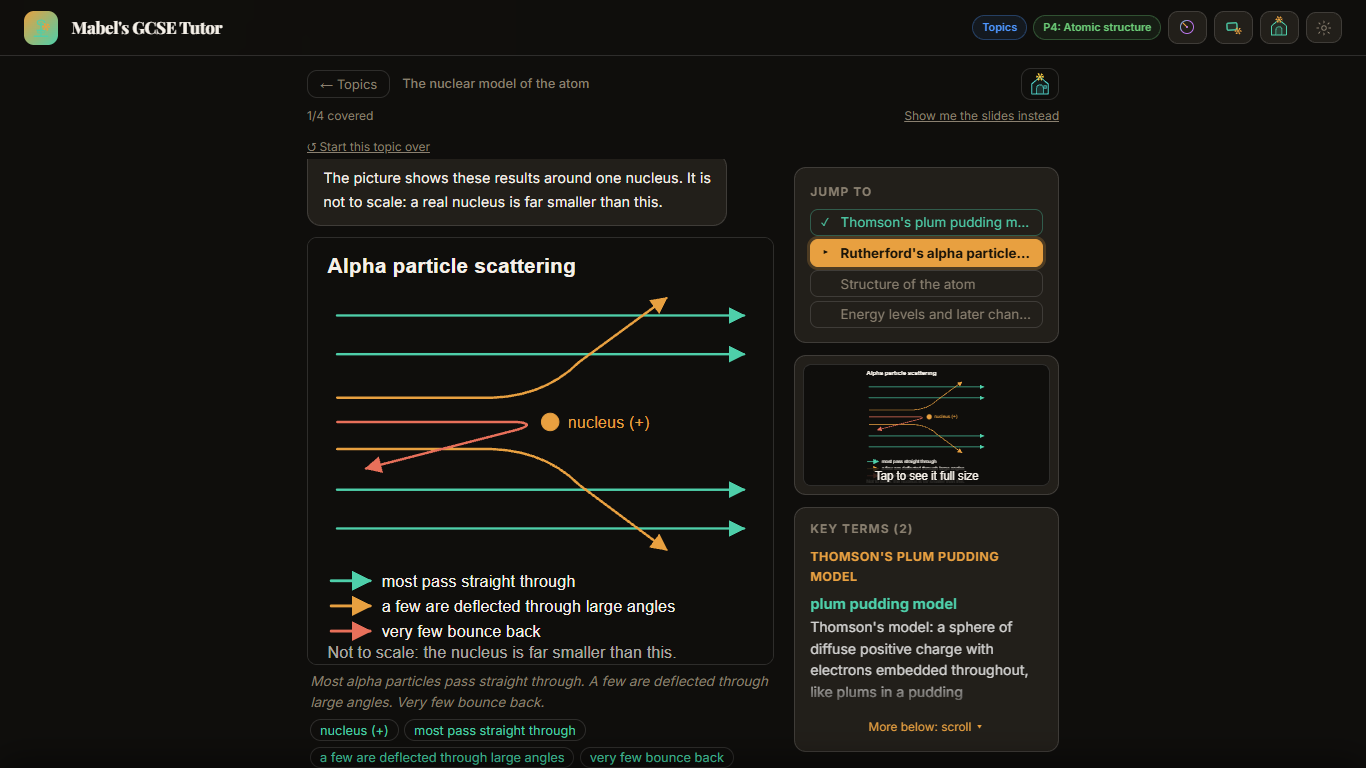 Mabel's GCSE Tutor
Topics
P4: Atomic structure
← Topics
The nuclear model of the atom
1/4 covered
Show me the slides instead
↺ Start this topic over
The picture shows these results around one nucleus. It is
not to scale: a real nucleus is far smaller than this.
Alpha particle scattering
nucleus (+)
most pass straight through
a few are deflected through large angles
very few bounce back
Not to scale: the nucleus is far smaller than this.
Most alpha particles pass straight through. A few are deflected through
large angles. Very few bounce back.
nucleus (+)
most pass straight through
a few are deflected through large angles
very few bounce back
JUMP TO
✓ Thomson's plum pudding m...
▸ Rutherford's alpha particle...
Structure of the atom
Energy levels and later chan...
Alpha particle scattering
nucleus (+)
most pass straight through
Tap to see it full size
KEY TERMS (2)
THOMSON'S PLUM PUDDING
MODEL
plum pudding model
Thomson's model: a sphere of
diffuse positive charge with
electrons embedded throughout,
like plums in a pudding
More below: scroll ▾